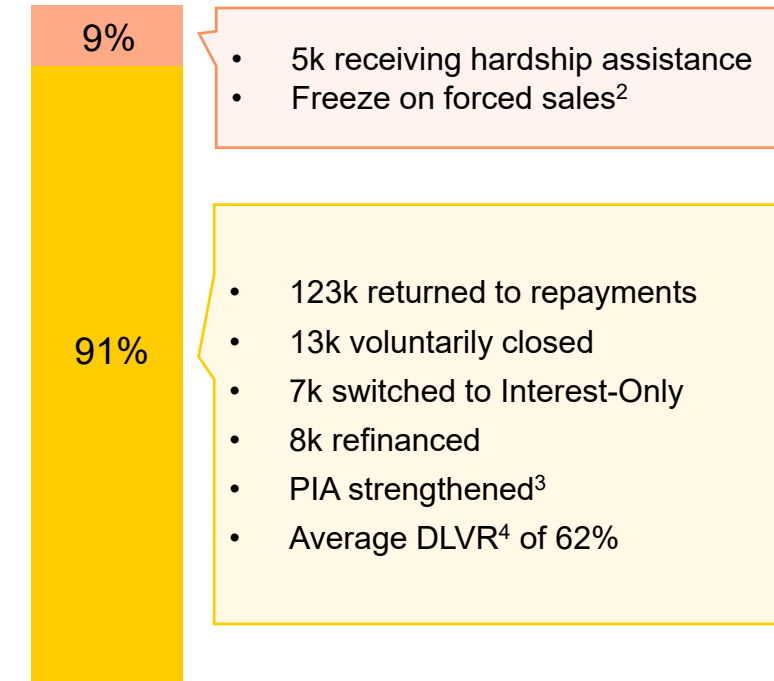 9%
• 5k receiving hardship assistance
• Freeze on forced sales²
91%
• 123k returned to repayments
• 13k voluntarily closed
• 7k switched to Interest-Only
• 8k refinanced
• PIA strengthened³
• Average DLVR⁴ of 62%